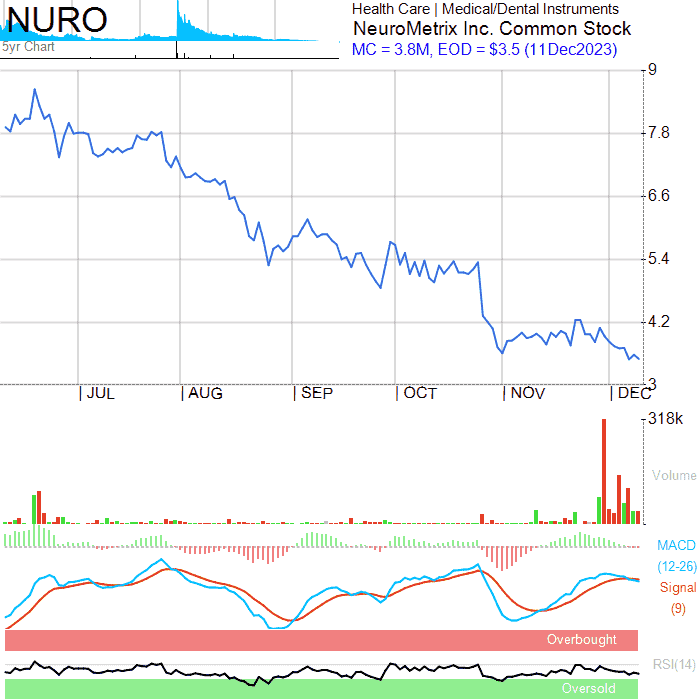 NURO
5yr Chart
Health Care | Medical/Dental Instruments
NeuroMetrix Inc. Common Stock
MC = 3.8M, EOD = $3.5 (11Dec2023)
9
7.8
6.6
5.4
4.2
3
| JUL | AUG | SEP | OCT | NOV | DEC
318k
Volume
MACD
(12-26)
Signal
(9)
Overbought
RSI(14)
Oversold